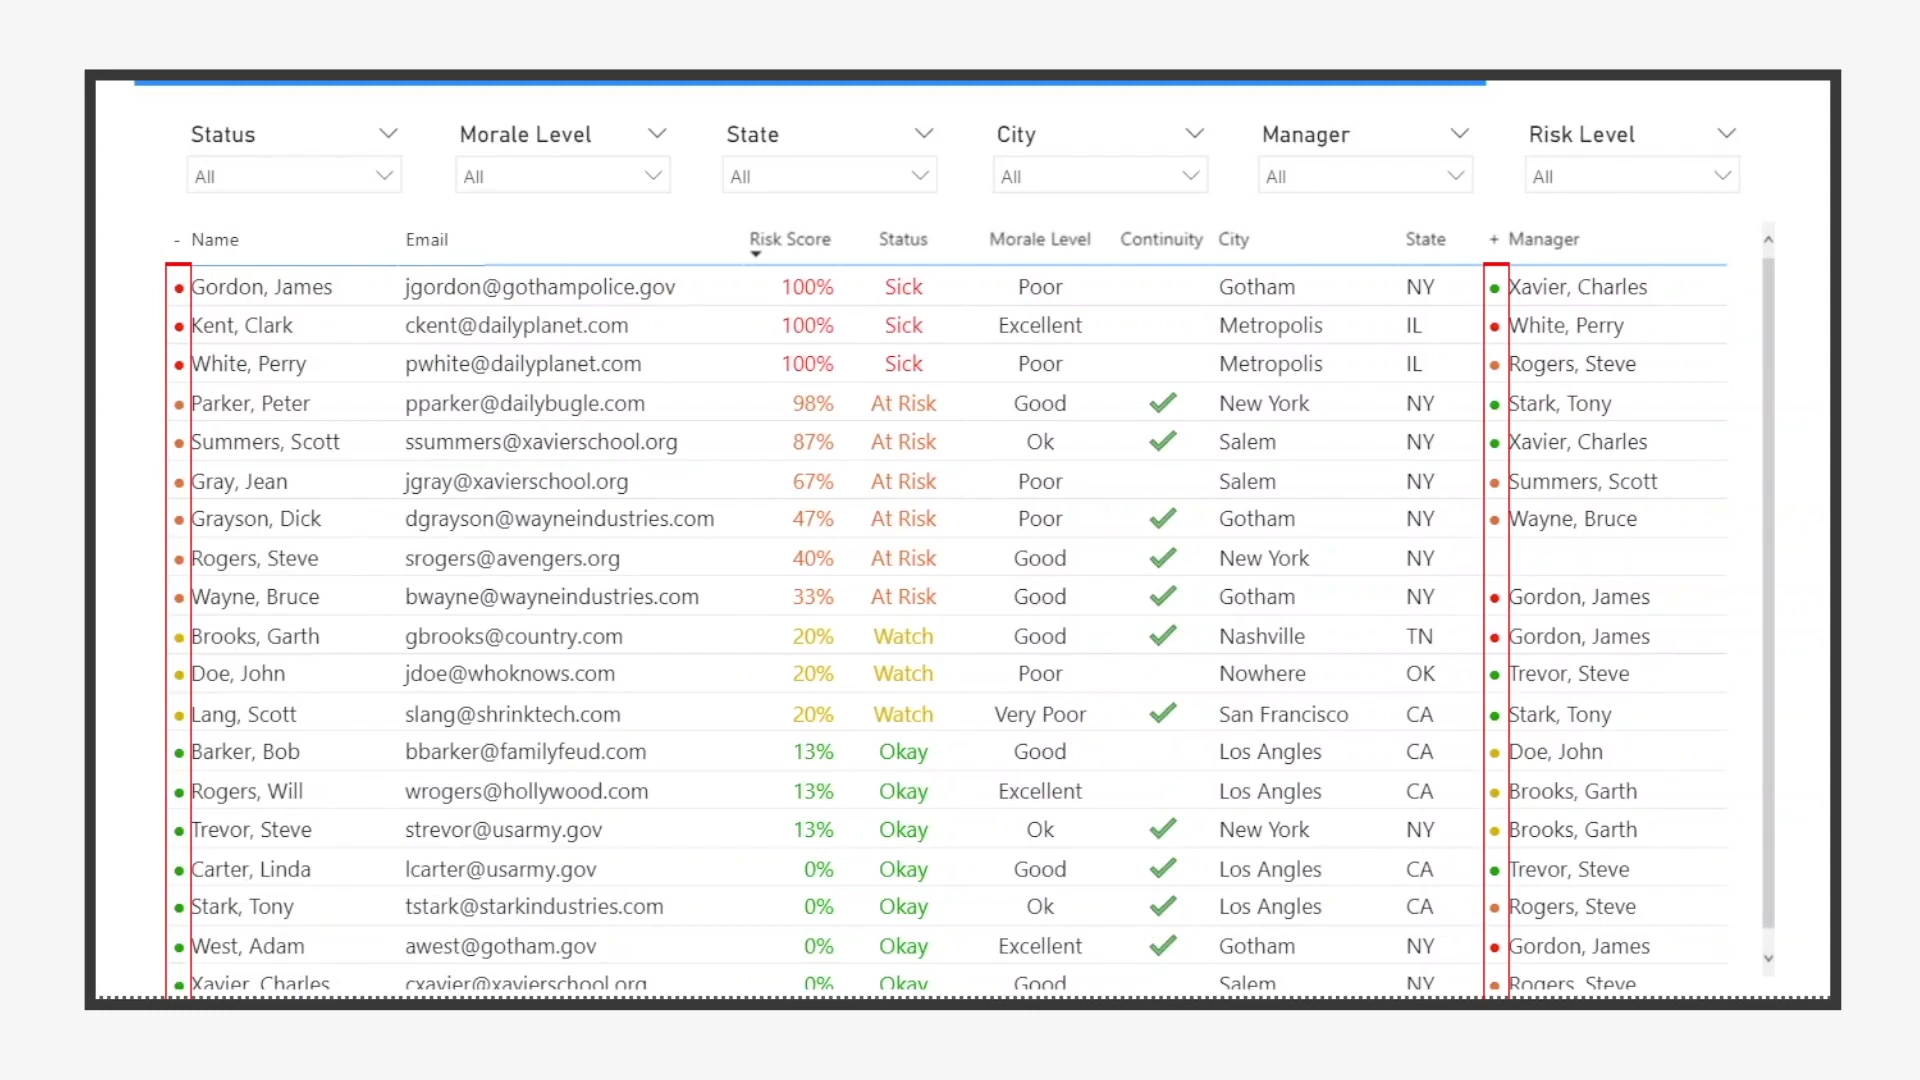 Status Morale Level State City Manager Risk Level
All All All All All All
- Name Email Risk Score Status Morale Level Continuity City State + Manager
Gordon, James jgordon@gothampolice.gov 100% Sick Poor Gotham NY Xavier, Charles
Kent, Clark ckent@dailyplanet.com 100% Sick Excellent Metropolis IL White, Perry
White, Perry pwhite@dailyplanet.com 100% Sick Poor Metropolis IL Rogers, Steve
Parker, Peter pparker@dailybugle.com 98% At Risk Good New York NY Stark, Tony
Summers, Scott ssummers@xavierschool.org 87% At Risk Ok Salem NY Xavier, Charles
Gray, Jean jgray@xavierschool.org 67% At Risk Poor Salem NY Summers, Scott
Grayson, Dick dgrayson@wayneindustries.com 47% At Risk Poor Gotham NY Wayne, Bruce
Rogers, Steve srogers@avengers.org 40% At Risk Good New York NY
Wayne, Bruce bwayne@wayneindustries.com 33% At Risk Good Gotham NY Gordon, James
Brooks, Garth gbrooks@country.com 20% Watch Good Nashville TN Gordon, James
Doe, John jdoe@whoknows.com 20% Watch Poor Nowhere OK Trevor, Steve
Lang, Scott slang@shrinktech.com 20% Watch Very Poor San Francisco CA Stark, Tony
Barker, Bob bbarker@familyfeud.com 13% Okay Good Los Angles CA Doe, John
Rogers, Will wrogers@hollywood.com 13% Okay Excellent Los Angles CA Brooks, Garth
Trevor, Steve strevor@usarmy.gov 13% Okay Ok New York NY Brooks, Garth
Carter, Linda lcarter@usarmy.gov 0% Okay Good Los Angles CA Trevor, Steve
Stark, Tony tstark@starkindustries.com 0% Okay Ok Los Angles CA Rogers, Steve
West, Adam awest@gotham.gov 0% Okay Excellent Gotham NY Gordon, James
Xavier, Charles cxavier@xavierschool.org 0% Okay Good Salem NY Rogers, Steve